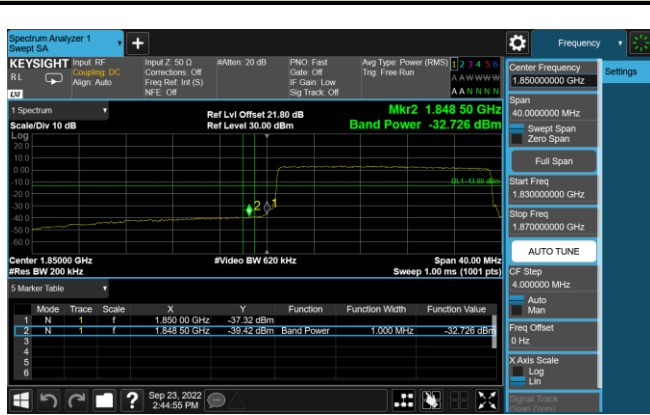 Spectrum Analyzer 1
Swept SA
Frequency
KEYSIGHT
Input: RF
Coupling: DC
Align: Auto
Input Z: 50 Ω
Corrections: Off
Freq Ref: Int (S)
NFE: Off
#Atten: 20 dB
PNO: Fast
Gate: Off
IF Gain: Low
Sig Track: Off
Avg Type: Power (RMS)
Trig: Free Run
1 2 3 4 5 6
A A W W W W
A A N N N N
R L
LXI
1 Spectrum
Scale/Div 10 dB
Ref Lvl Offset 21.80 dB
Ref Level 30.00 dBm
Mkr2 1.848 50 GHz
Band Power -32.726 dBm
Log
20.0
10.0
0.00
-10.0
-20.0
-30.0
-40.0
-50.0
-60.0
DL1 -13.00 dBm
2
1
Center 1.85000 GHz
#Res BW 200 kHz
#Video BW 620 kHz
Span 40.00 MHz
Sweep 1.00 ms (1001 pts)
5 Marker Table
Mode Trace Scale X Y Function Function Width Function Value
1 N 1 f 1.850 00 GHz -37.32 dBm
2 N 1 f 1.848 50 GHz -39.42 dBm Band Power 1.000 MHz -32.726 dBm
3
4
5
6
Sep 23, 2022
2:44:55 PM
Center Frequency
1.850000000 GHz
Settings
Span
40.0000000 MHz
Swept Span
Zero Span
Full Span
Start Freq
1.830000000 GHz
Stop Freq
1.870000000 GHz
AUTO TUNE
CF Step
4.000000 MHz
Auto
Man
Freq Offset
0 Hz
X Axis Scale
Log
Lin
Signal Track
(Span Zoom)